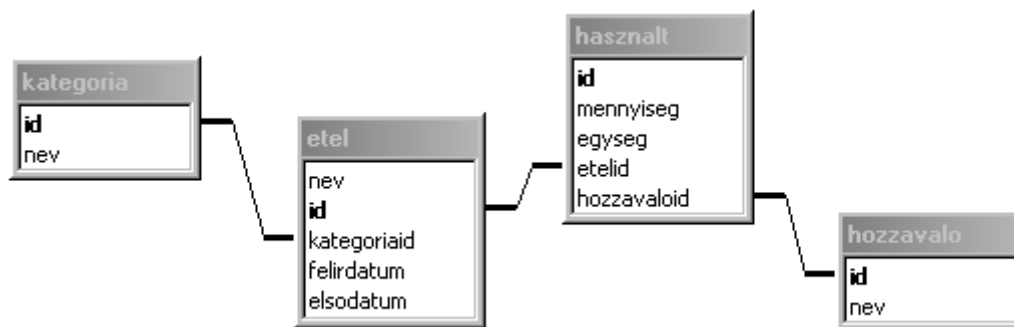 kategoria
id
nev
etel
nev
id
kategoriaid
felirdatum
elsodatum
hasznalt
id
mennyiseg
egyseg
etelid
hozzavaloid
hozzavalo
id
nev